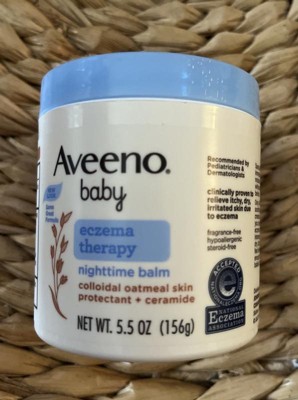 Aveeno.
baby
eczema
therapy
nighttime balm
colloidal oatmeal skin
protectant + ceramide
NET WT. 5.5 OZ (156g)
Recommended by
Pediatricians &
Dermatologists
clinically proven to
relieve itchy, dry,
irritated skin due
to eczema
fragrance-free
hypoallergenic
steroid-free
ACCEPTED
NATIONAL
Eczema
ASSOCIATION